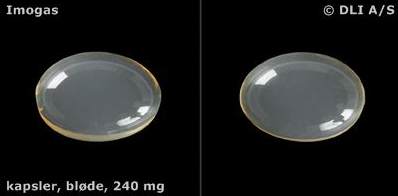 Imogas
© DLI A/S
kapsler, bløde, 240 mg